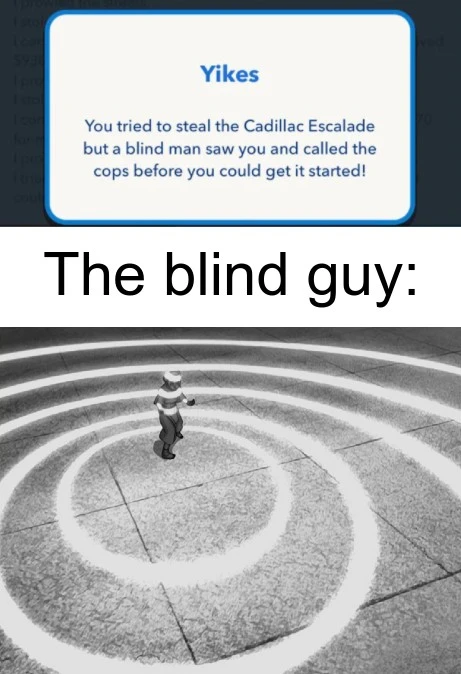 Yikes
You tried to steal the Cadillac Escalade
but a blind man saw you and called the
cops before you could get it started!
The blind guy: